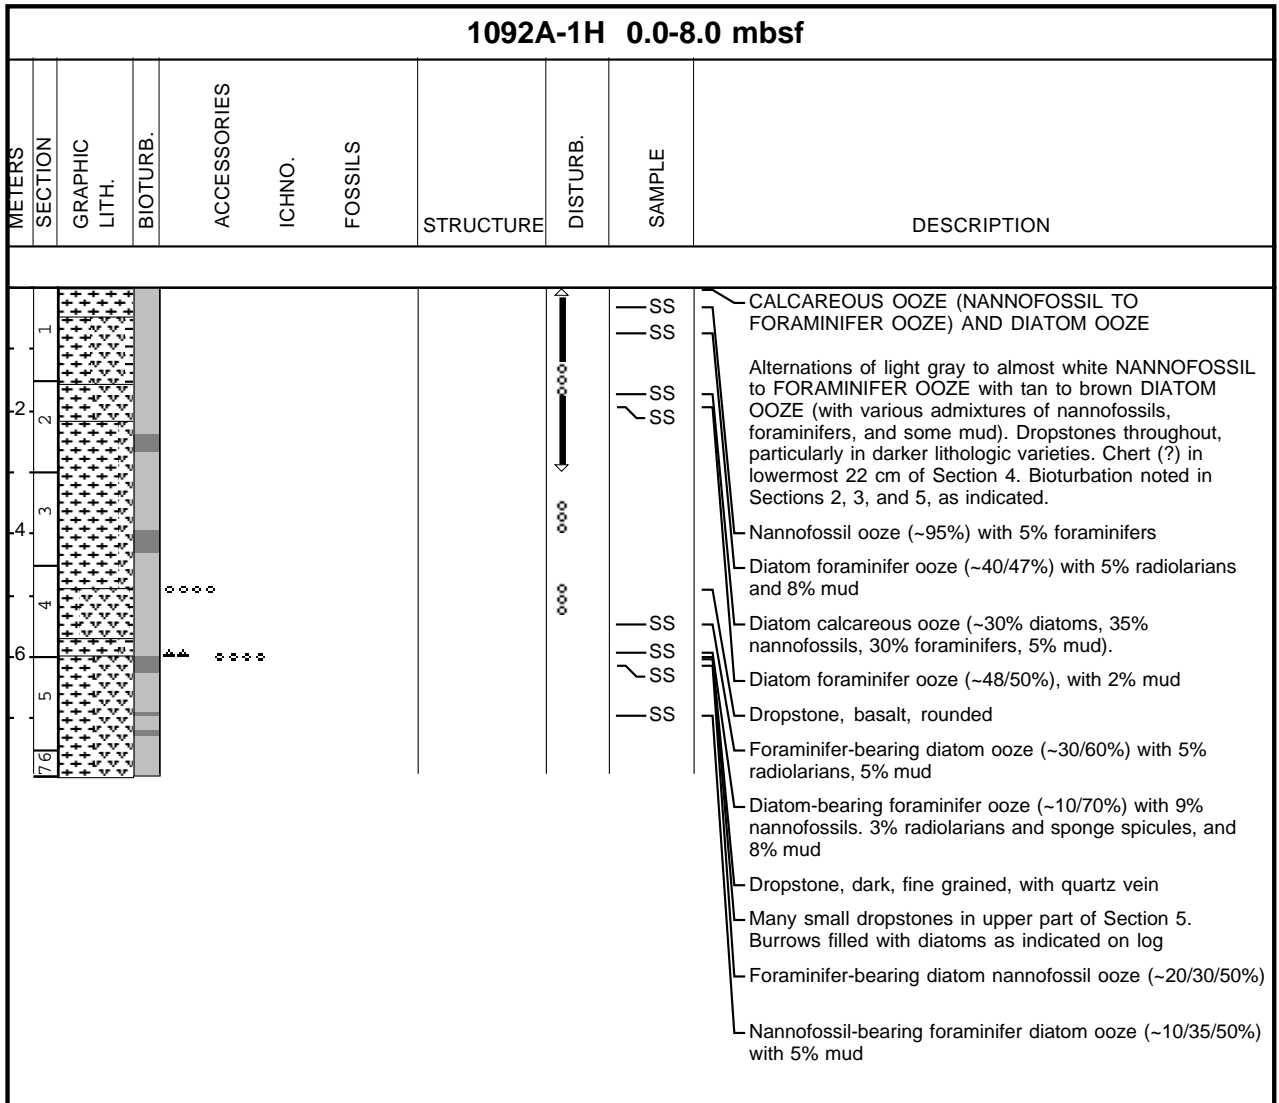 1092A-1H 0.0-8.0 mbsf
METERS
SECTION
GRAPHIC
LITH.
BIOTURB.
ACCESSORIES
ICHNO.
FOSSILS
STRUCTURE
DISTURB.
SAMPLE
DESCRIPTION
1
2
2
3
4
4
6
5
6
7
SS
SS
SS
SS
SS
SS
SS
SS
CALCAREOUS OOZE (NANNOFOSSIL TO
FORAMINIFER OOZE) AND DIATOM OOZE
Alternations of light gray to almost white NANNOFOSSIL
to FORAMINIFER OOZE with tan to brown DIATOM
OOZE (with various admixtures of nannofossils,
foraminifers, and some mud). Dropstones throughout,
particularly in darker lithologic varieties. Chert (?) in
lowermost 22 cm of Section 4. Bioturbation noted in
Sections 2, 3, and 5, as indicated.
Nannofossil ooze (~95%) with 5% foraminifers
Diatom foraminifer ooze (~40/47%) with 5% radiolarians
and 8% mud
Diatom calcareous ooze (~30% diatoms, 35%
nannofossils, 30% foraminifers, 5% mud).
Diatom foraminifer ooze (~48/50%), with 2% mud
Dropstone, basalt, rounded
Foraminifer-bearing diatom ooze (~30/60%) with 5%
radiolarians, 5% mud
Diatom-bearing foraminifer ooze (~10/70%) with 9%
nannofossils. 3% radiolarians and sponge spicules, and
8% mud
Dropstone, dark, fine grained, with quartz vein
Many small dropstones in upper part of Section 5.
Burrows filled with diatoms as indicated on log
Foraminifer-bearing diatom nannofossil ooze (~20/30/50%)
Nannofossil-bearing foraminifer diatom ooze (~10/35/50%)
with 5% mud